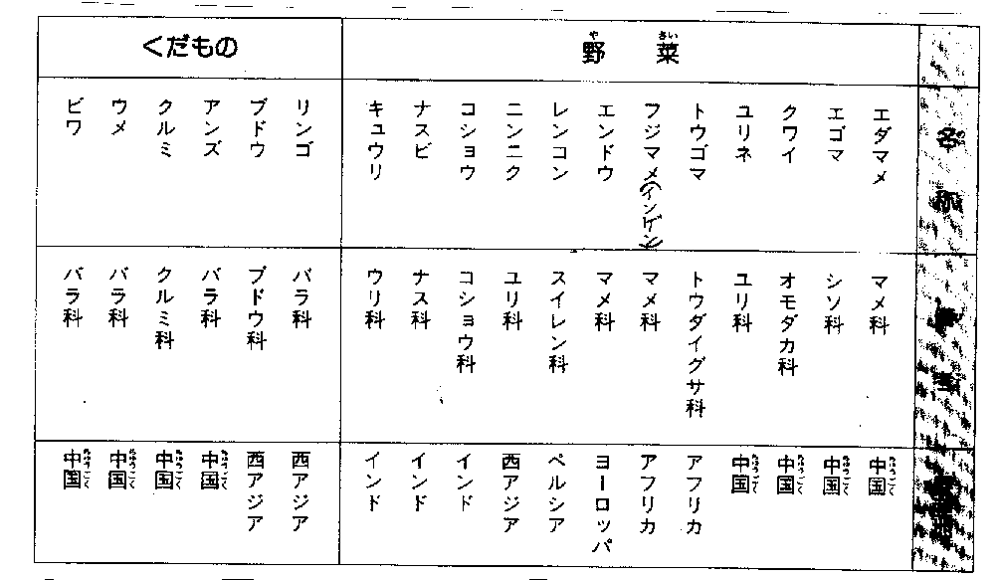 名称
野菜
エダマメ
エゴマ
クワイ
ユリネ
トウゴマ
フジマメ(インゲン)
エンドウ
レンコン
ニンニク
コショウ
ナスビ
キュウリ
くだもの
リンゴ
ブドウ
アンズ
クルミ
ウメ
ビワ
マメ科
シソ科
オモダカ科
ユリ科
トウダイグサ科
マメ科
マメ科
スイレン科
ユリ科
コショウ科
ナス科
ウリ科
バラ科
ブドウ科
バラ科
クルミ科
バラ科
バラ科
中国
中国
中国
中国
アフリカ
アフリカ
ヨーロッパ
ペルシア
西アジア
インド
インド
インド
西アジア
西アジア
中国
中国
中国
中国